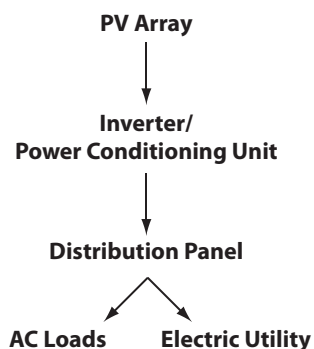 PV Array
Inverter/
Power Conditioning Unit
Distribution Panel
AC Loads
Electric Utility